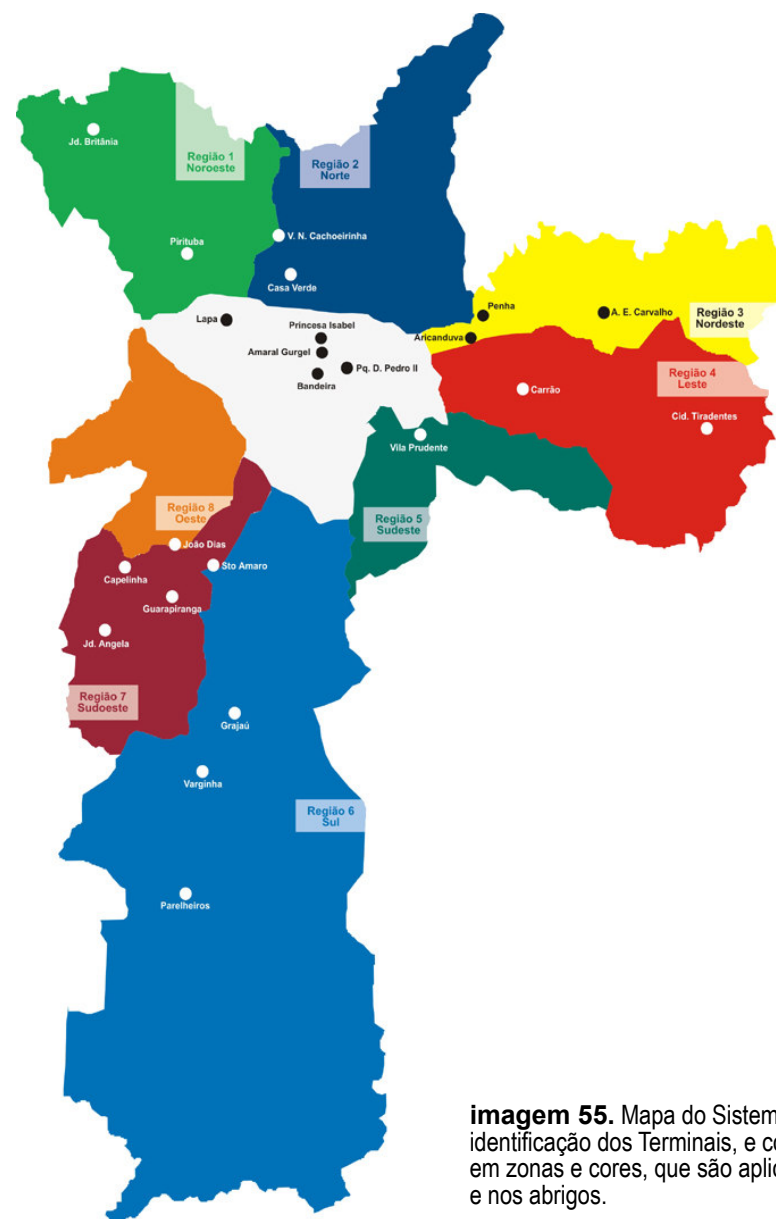 Jd. Britânia
Região 1
Noroeste
Região 2
Norte
Pirituba
V. N. Cachoeirinha
Casa Verde
Lapa
Princesa Isabel
Amaral Gurgel
Pq. D. Pedro II
Bandeira
Penha
Aricanduva
A. E. Carvalho
Região 3
Nordeste
Região 4
Leste
Carrão
Cid. Tiradentes
Vila Prudente
Região 5
Sudeste
Região 8
Oeste
João Dias
Sto Amaro
Capelinha
Guarapiranga
Jd. Angela
Região 7
Sudoeste
Grajaú
Varginha
Região 6
Sul
Parelheiros
imagem 55. Mapa do Sistem
identificação dos Terminais, e co
em zonas e cores, que são aplic
e nos abrigos.